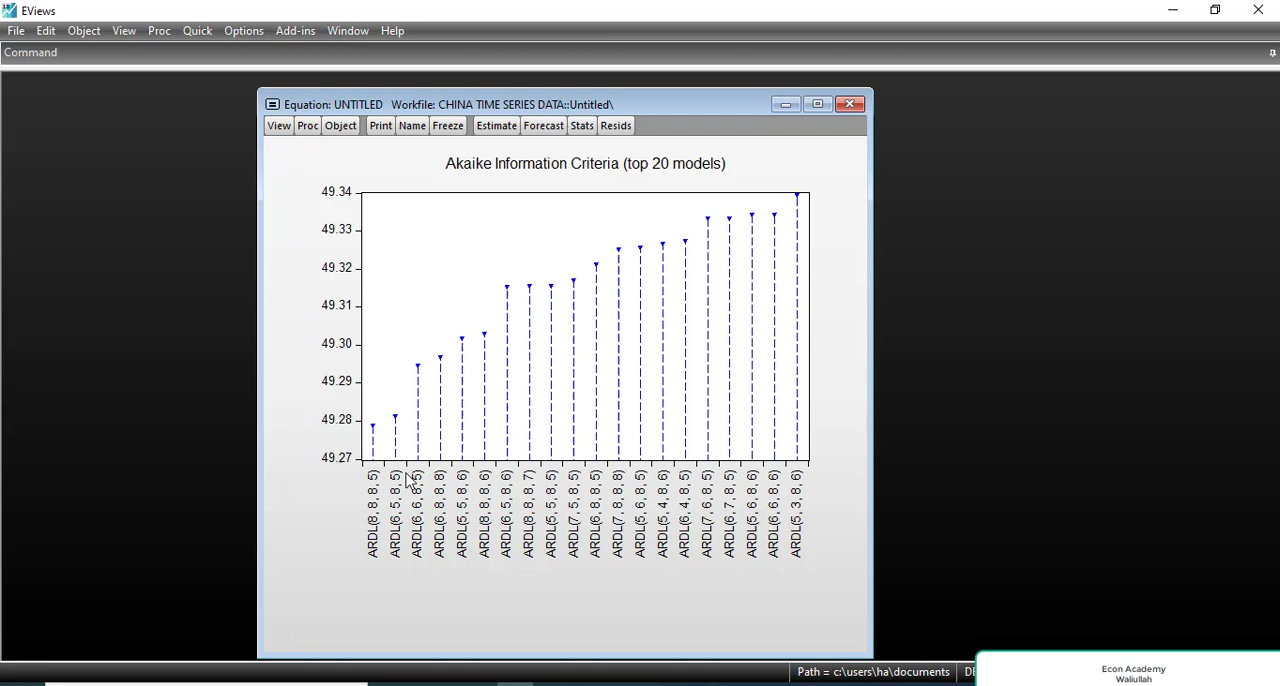 EViews
File Edit Object View Proc Quick Options Add-ins Window Help
Command
Equation: UNTITLED Workfile: CHINA TIME SERIES DATA::Untitled\
View Proc Object Print Name Freeze Estimate Forecast Stats Resids
Akaike Information Criteria (top 20 models)
49.34
49.33
49.32
49.31
49.30
49.29
49.28
49.27
ARDL(8, 8, 8, 5)
ARDL(6, 5, 8, 5)
ARDL(6, 6, 8, 5)
ARDL(6, 8, 8, 8)
ARDL(5, 5, 8, 6)
ARDL(8, 8, 8, 6)
ARDL(6, 5, 8, 6)
ARDL(8, 8, 8, 7)
ARDL(5, 5, 8, 5)
ARDL(7, 5, 8, 5)
ARDL(6, 8, 8, 5)
ARDL(7, 8, 8, 8)
ARDL(5, 6, 8, 5)
ARDL(5, 4, 8, 6)
ARDL(6, 4, 8, 5)
ARDL(7, 6, 8, 5)
ARDL(6, 7, 8, 5)
ARDL(5, 6, 8, 6)
ARDL(6, 6, 8, 6)
ARDL(5, 3, 8, 6)
Path = c:\users\ha\documents
Econ Academy
Waliullah